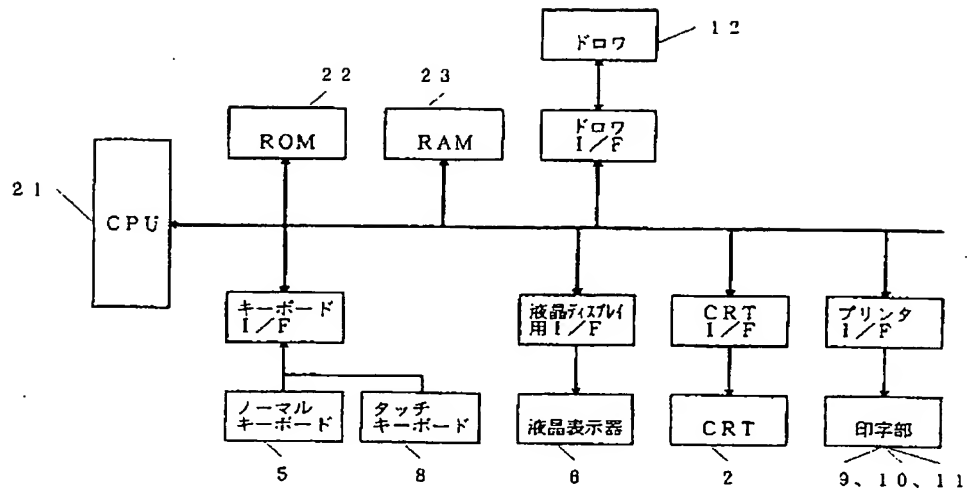 ドロワ
12
22
23
ROM
RAM
ドロワ
I/F
21
CPU
キーボード
I/F
液晶ディスプレイ
用I/F
CRT
I/F
プリンタ
I/F
ノーマル
キーボード
タッチ
キーボード
液晶表示器
CRT
印字部
5
8
6
2
9、10、11